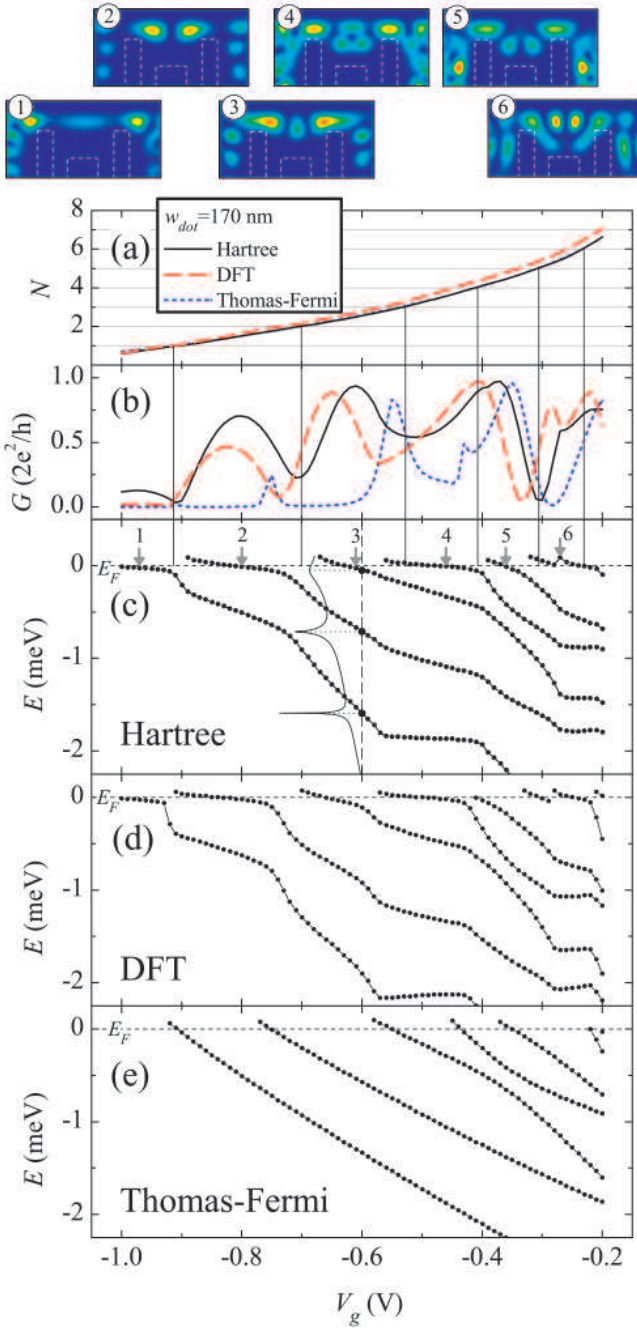 2
4
5
1
3
6
w_dot=170 nm
Hartree
DFT
Thomas-Fermi
(a)
N
8
6
4
2
(b)
G (2e²/h)
1.0
0.5
0.0
1
2
3
4
5
6
(c)
E_F
E (meV)
0
-1
-2
Hartree
(d)
E_F
E (meV)
0
-1
-2
DFT
(e)
E_F
E (meV)
0
-1
-2
Thomas-Fermi
-1.0 -0.8 -0.6 -0.4 -0.2
V_g (V)